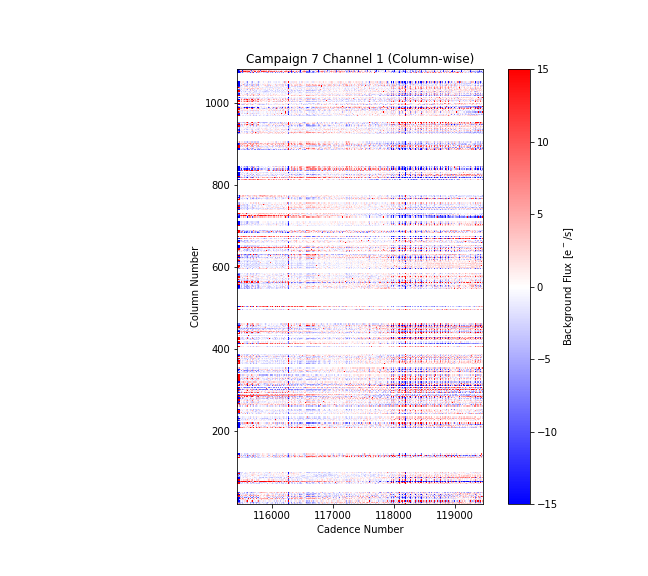 Campaign 7 Channel 1 (Column-wise)
1000
800
600
400
200
Column Number
116000 117000 118000 119000
Cadence Number
15
10
5
0
−5
−10
−15
Background Flux [e⁻/s]